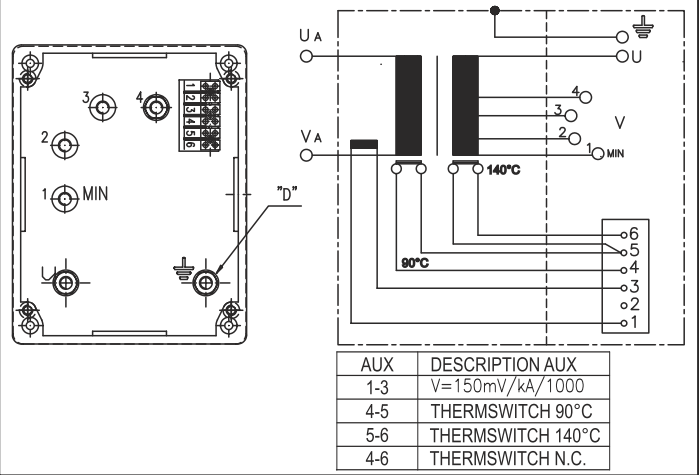 U A
U
V A
4
3
2
1 MIN
V
140°C
90°C
6
5
4
3
2
1
3
4
1
2
3
4
5
6
2
1 MIN
"D"
U
AUX DESCRIPTION AUX
1-3 V=150mV/kA/1000
4-5 THERMSWITCH 90°C
5-6 THERMSWITCH 140°C
4-6 THERMSWITCH N.C.